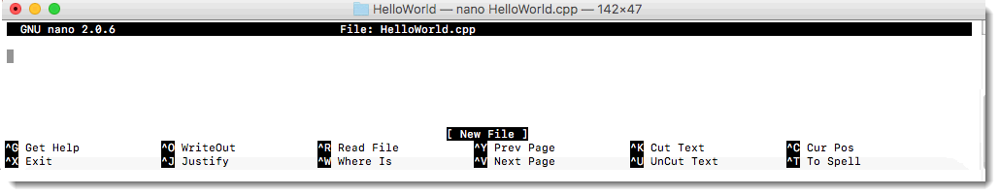 HelloWorld — nano HelloWorld.cpp — 142×47
GNU nano 2.0.6 File: HelloWorld.cpp
[ New File ]
^G Get Help ^O WriteOut ^R Read File ^Y Prev Page ^K Cut Text ^C Cur Pos
^X Exit ^J Justify ^W Where Is ^V Next Page ^U UnCut Text ^T To Spell